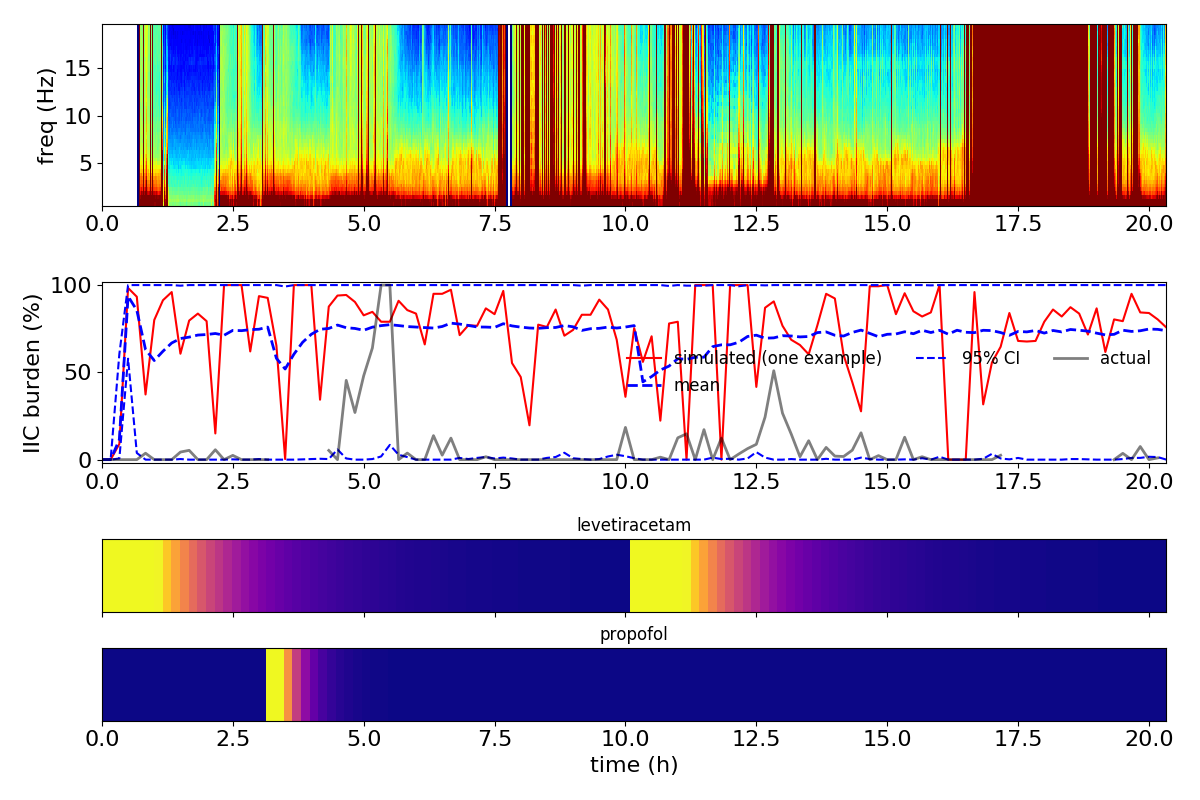 freq (Hz)
15
10
5
0.0 2.5 5.0 7.5 10.0 12.5 15.0 17.5 20.0
IIC burden (%)
100
50
0
simulated (one example) 95% CI actual
mean
0.0 2.5 5.0 7.5 10.0 12.5 15.0 17.5 20.0
levetiracetam
propofol
0.0 2.5 5.0 7.5 10.0 12.5 15.0 17.5 20.0
time (h)